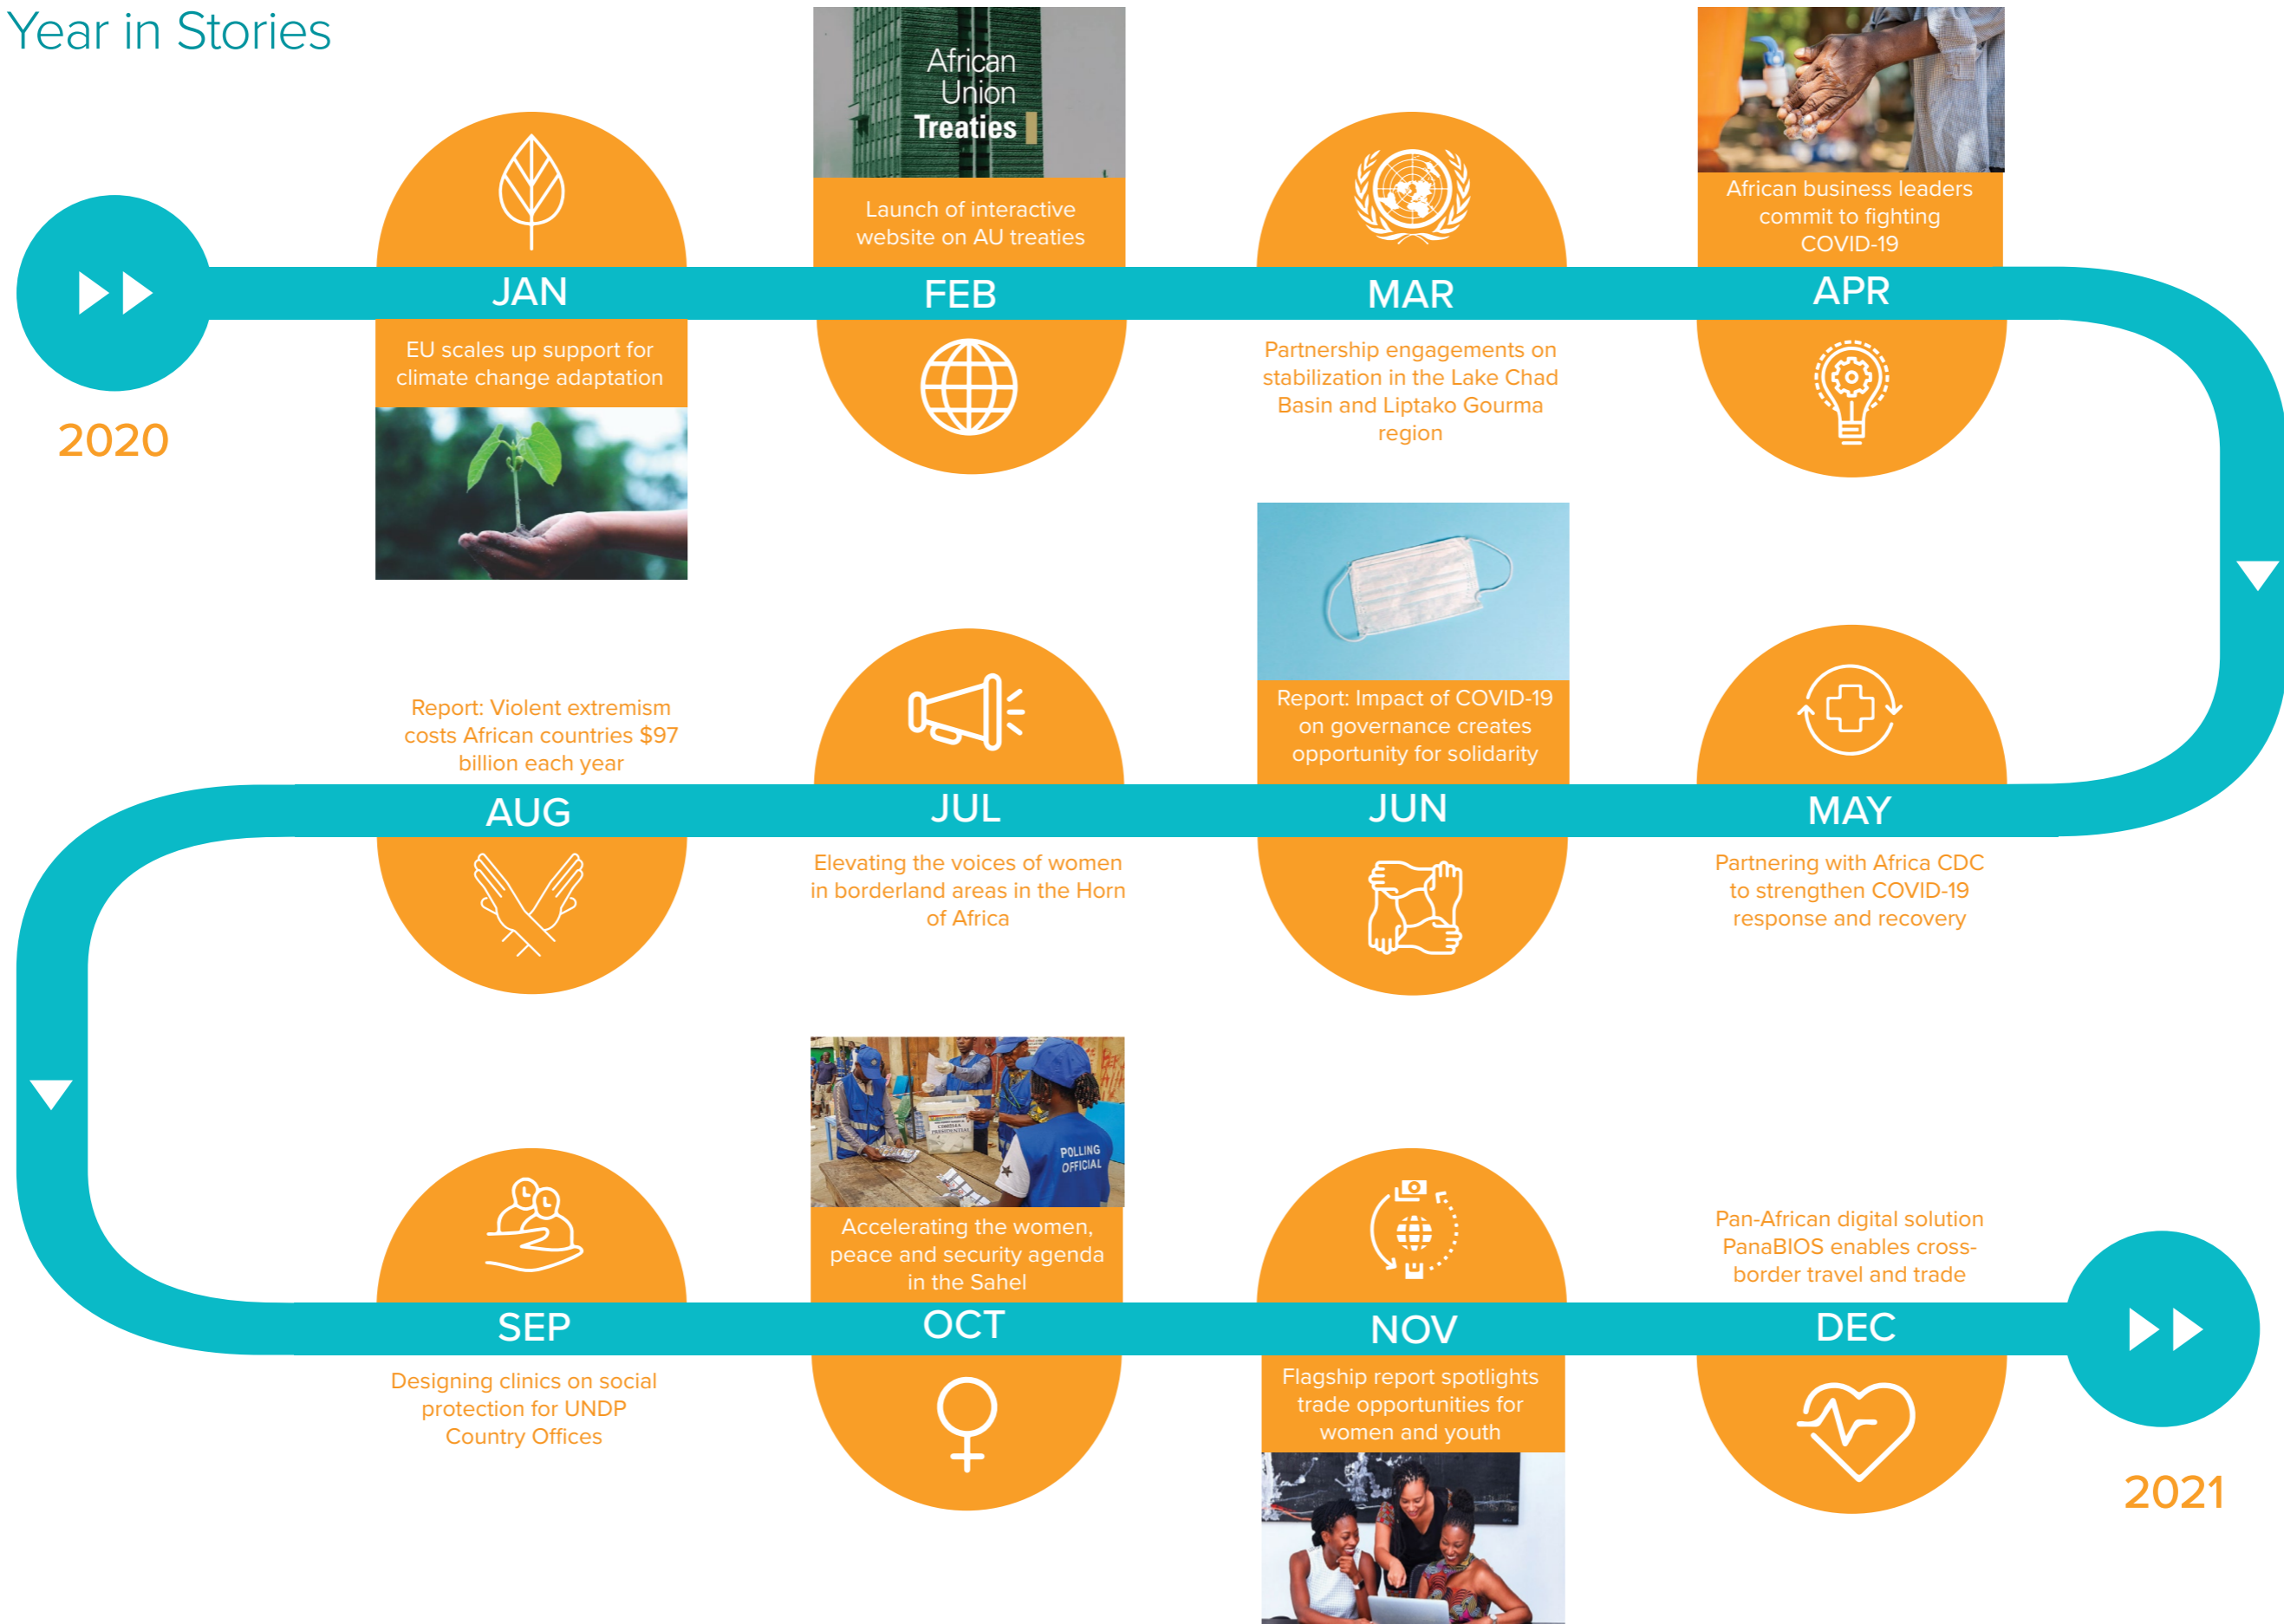 Year in Stories
African
Union
Treaties
Launch of interactive
website on AU treaties
African business leaders
commit to fighting
COVID-19
JAN
FEB
MAR
APR
EU scales up support for
climate change adaptation
Partnership engagements on
stabilization in the Lake Chad
Basin and Liptako Gourma
region
2020
Report: Impact of COVID-19
on governance creates
opportunity for solidarity
Report: Violent extremism
costs African countries $97
billion each year
AUG
JUL
JUN
MAY
Elevating the voices of women
in borderland areas in the Horn
of Africa
Partnering with Africa CDC
to strengthen COVID-19
response and recovery
POLLING
OFFICIAL
Accelerating the women,
peace and security agenda
in the Sahel
Pan-African digital solution
PanaBIOS enables cross-
border travel and trade
SEP
OCT
NOV
DEC
Designing clinics on social
protection for UNDP
Country Offices
Flagship report spotlights
trade opportunities for
women and youth
2021